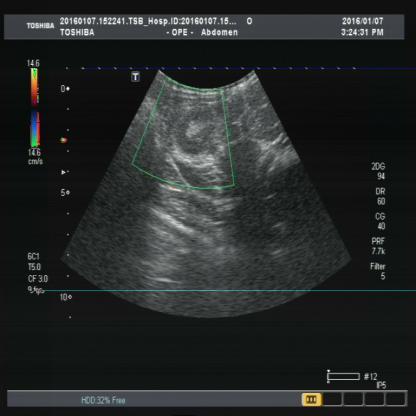 TOSHIBA 20160107.152241.TSB_Hosp.ID:20160107.15... O 2016/01/07
TOSHIBA - OPE - Abdomen 3:24:31 PM
T
14.6
0
14.6
cm/s
5
2DG
94
DR
60
CG
40
PRF
7.7k
Filter
5
6C1
T5.0
CF 3.0
10
#12
IP5
HDD:32% Free